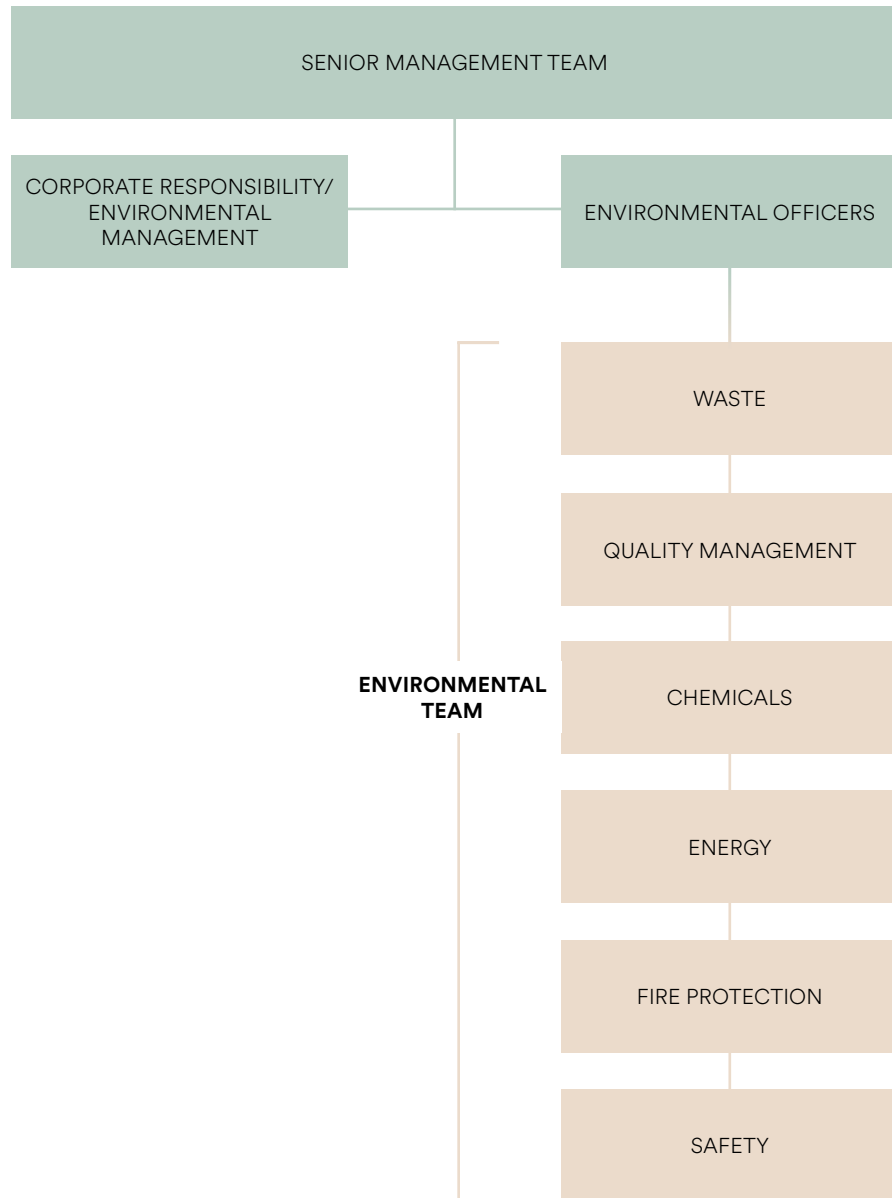 SENIOR MANAGEMENT TEAM
CORPORATE RESPONSIBILITY/
ENVIRONMENTAL
MANAGEMENT
ENVIRONMENTAL OFFICERS
WASTE
QUALITY MANAGEMENT
ENVIRONMENTAL
TEAM
CHEMICALS
ENERGY
FIRE PROTECTION
SAFETY